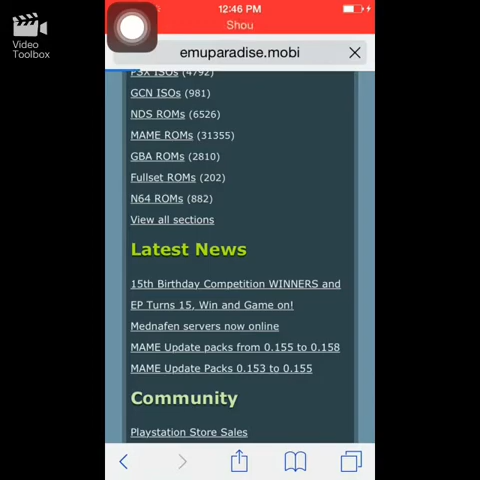 Video
Toolbox
12:46 PM
Shou
emuparadise.mobi
PSX ISOs (4792)
GCN ISOs (981)
NDS ROMs (6526)
MAME ROMs (31355)
GBA ROMs (2810)
Fullset ROMs (202)
N64 ROMs (882)
View all sections
Latest News
15th Birthday Competition WINNERS and
EP Turns 15, Win and Game on!
Mednafen servers now online
MAME Update packs from 0.155 to 0.158
MAME Update Packs 0.153 to 0.155
Community
Playstation Store Sales